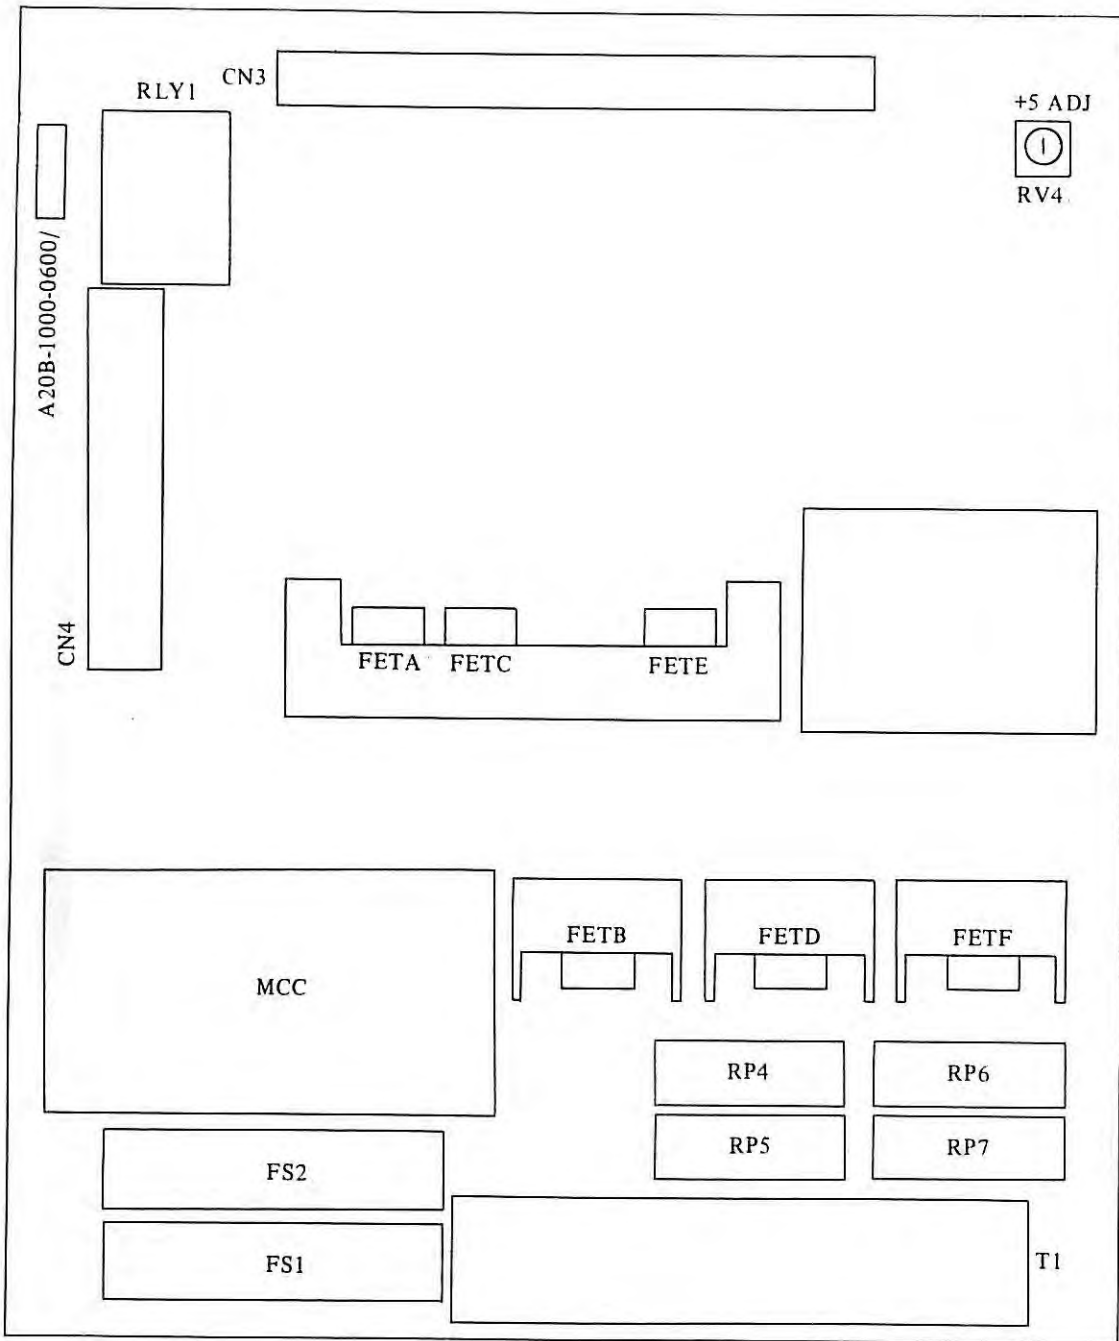 CN3
RLY1
+5 ADJ
RV4
A20B-1000-0600/
CN4
FETA
FETC
FETE
FETB
FETD
FETF
MCC
RP4
RP6
RP5
RP7
FS2
FS1
T1